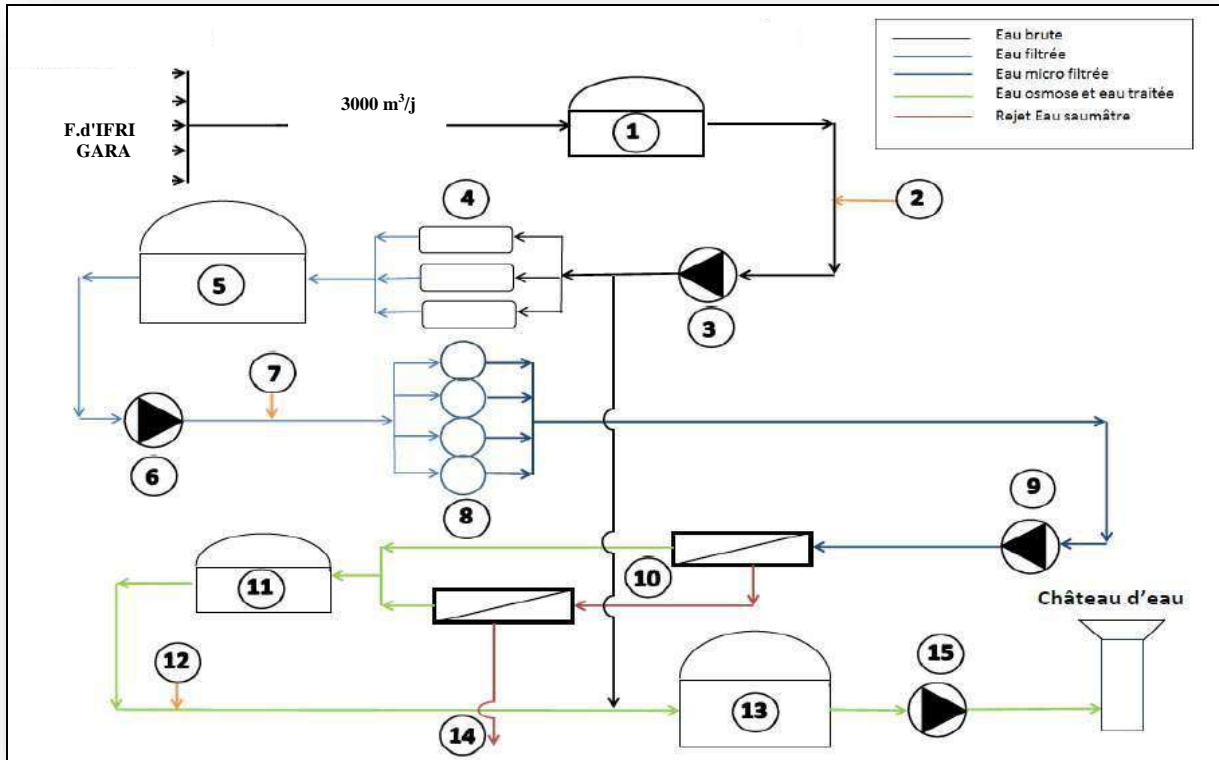 Eau brute
Eau filtrée
Eau micro filtrée
Eau osmose et eau traitée
Rejet Eau saumâtre
3000 m³/j
F.d'IFRI
GARA
1
2
4
5
3
7
6
8
9
10
11
Château d'eau
12
15
13
14